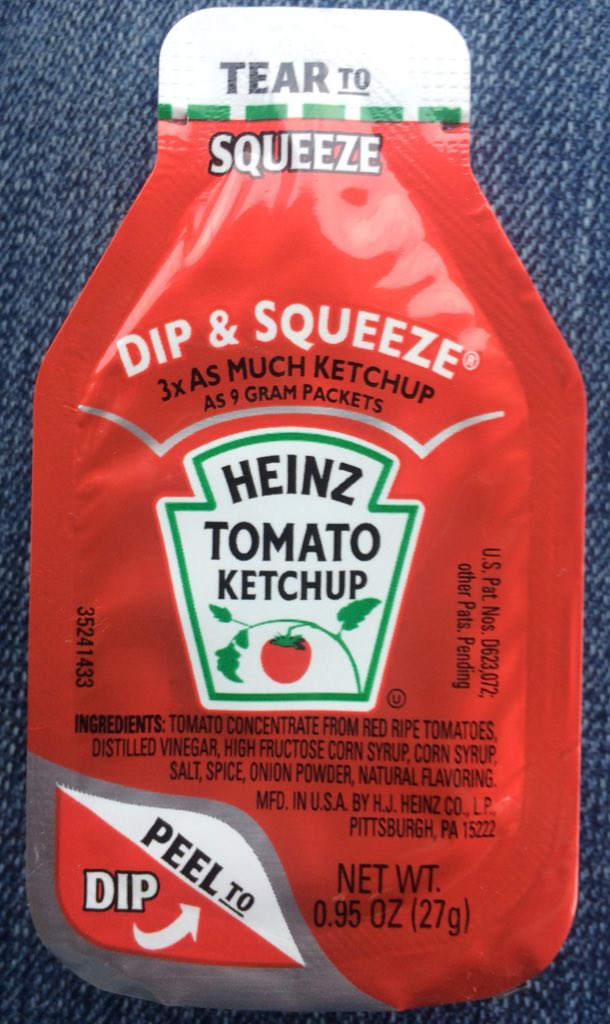 TEAR TO
SQUEEZE
DIP & SQUEEZE®
3x AS MUCH KETCHUP
AS 9 GRAM PACKETS
HEINZ
TOMATO
KETCHUP
U
35241433
U.S. Pat. Nos. D623,072;
other Pats. Pending
INGREDIENTS: TOMATO CONCENTRATE FROM RED RIPE TOMATOES,
DISTILLED VINEGAR, HIGH FRUCTOSE CORN SYRUP, CORN SYRUP,
SALT, SPICE, ONION POWDER, NATURAL FLAVORING.
MFD. IN U.S.A. BY H.J. HEINZ CO., L.P.,
PITTSBURGH, PA 15222
PEEL TO
DIP
NET WT.
0.95 OZ (27g)